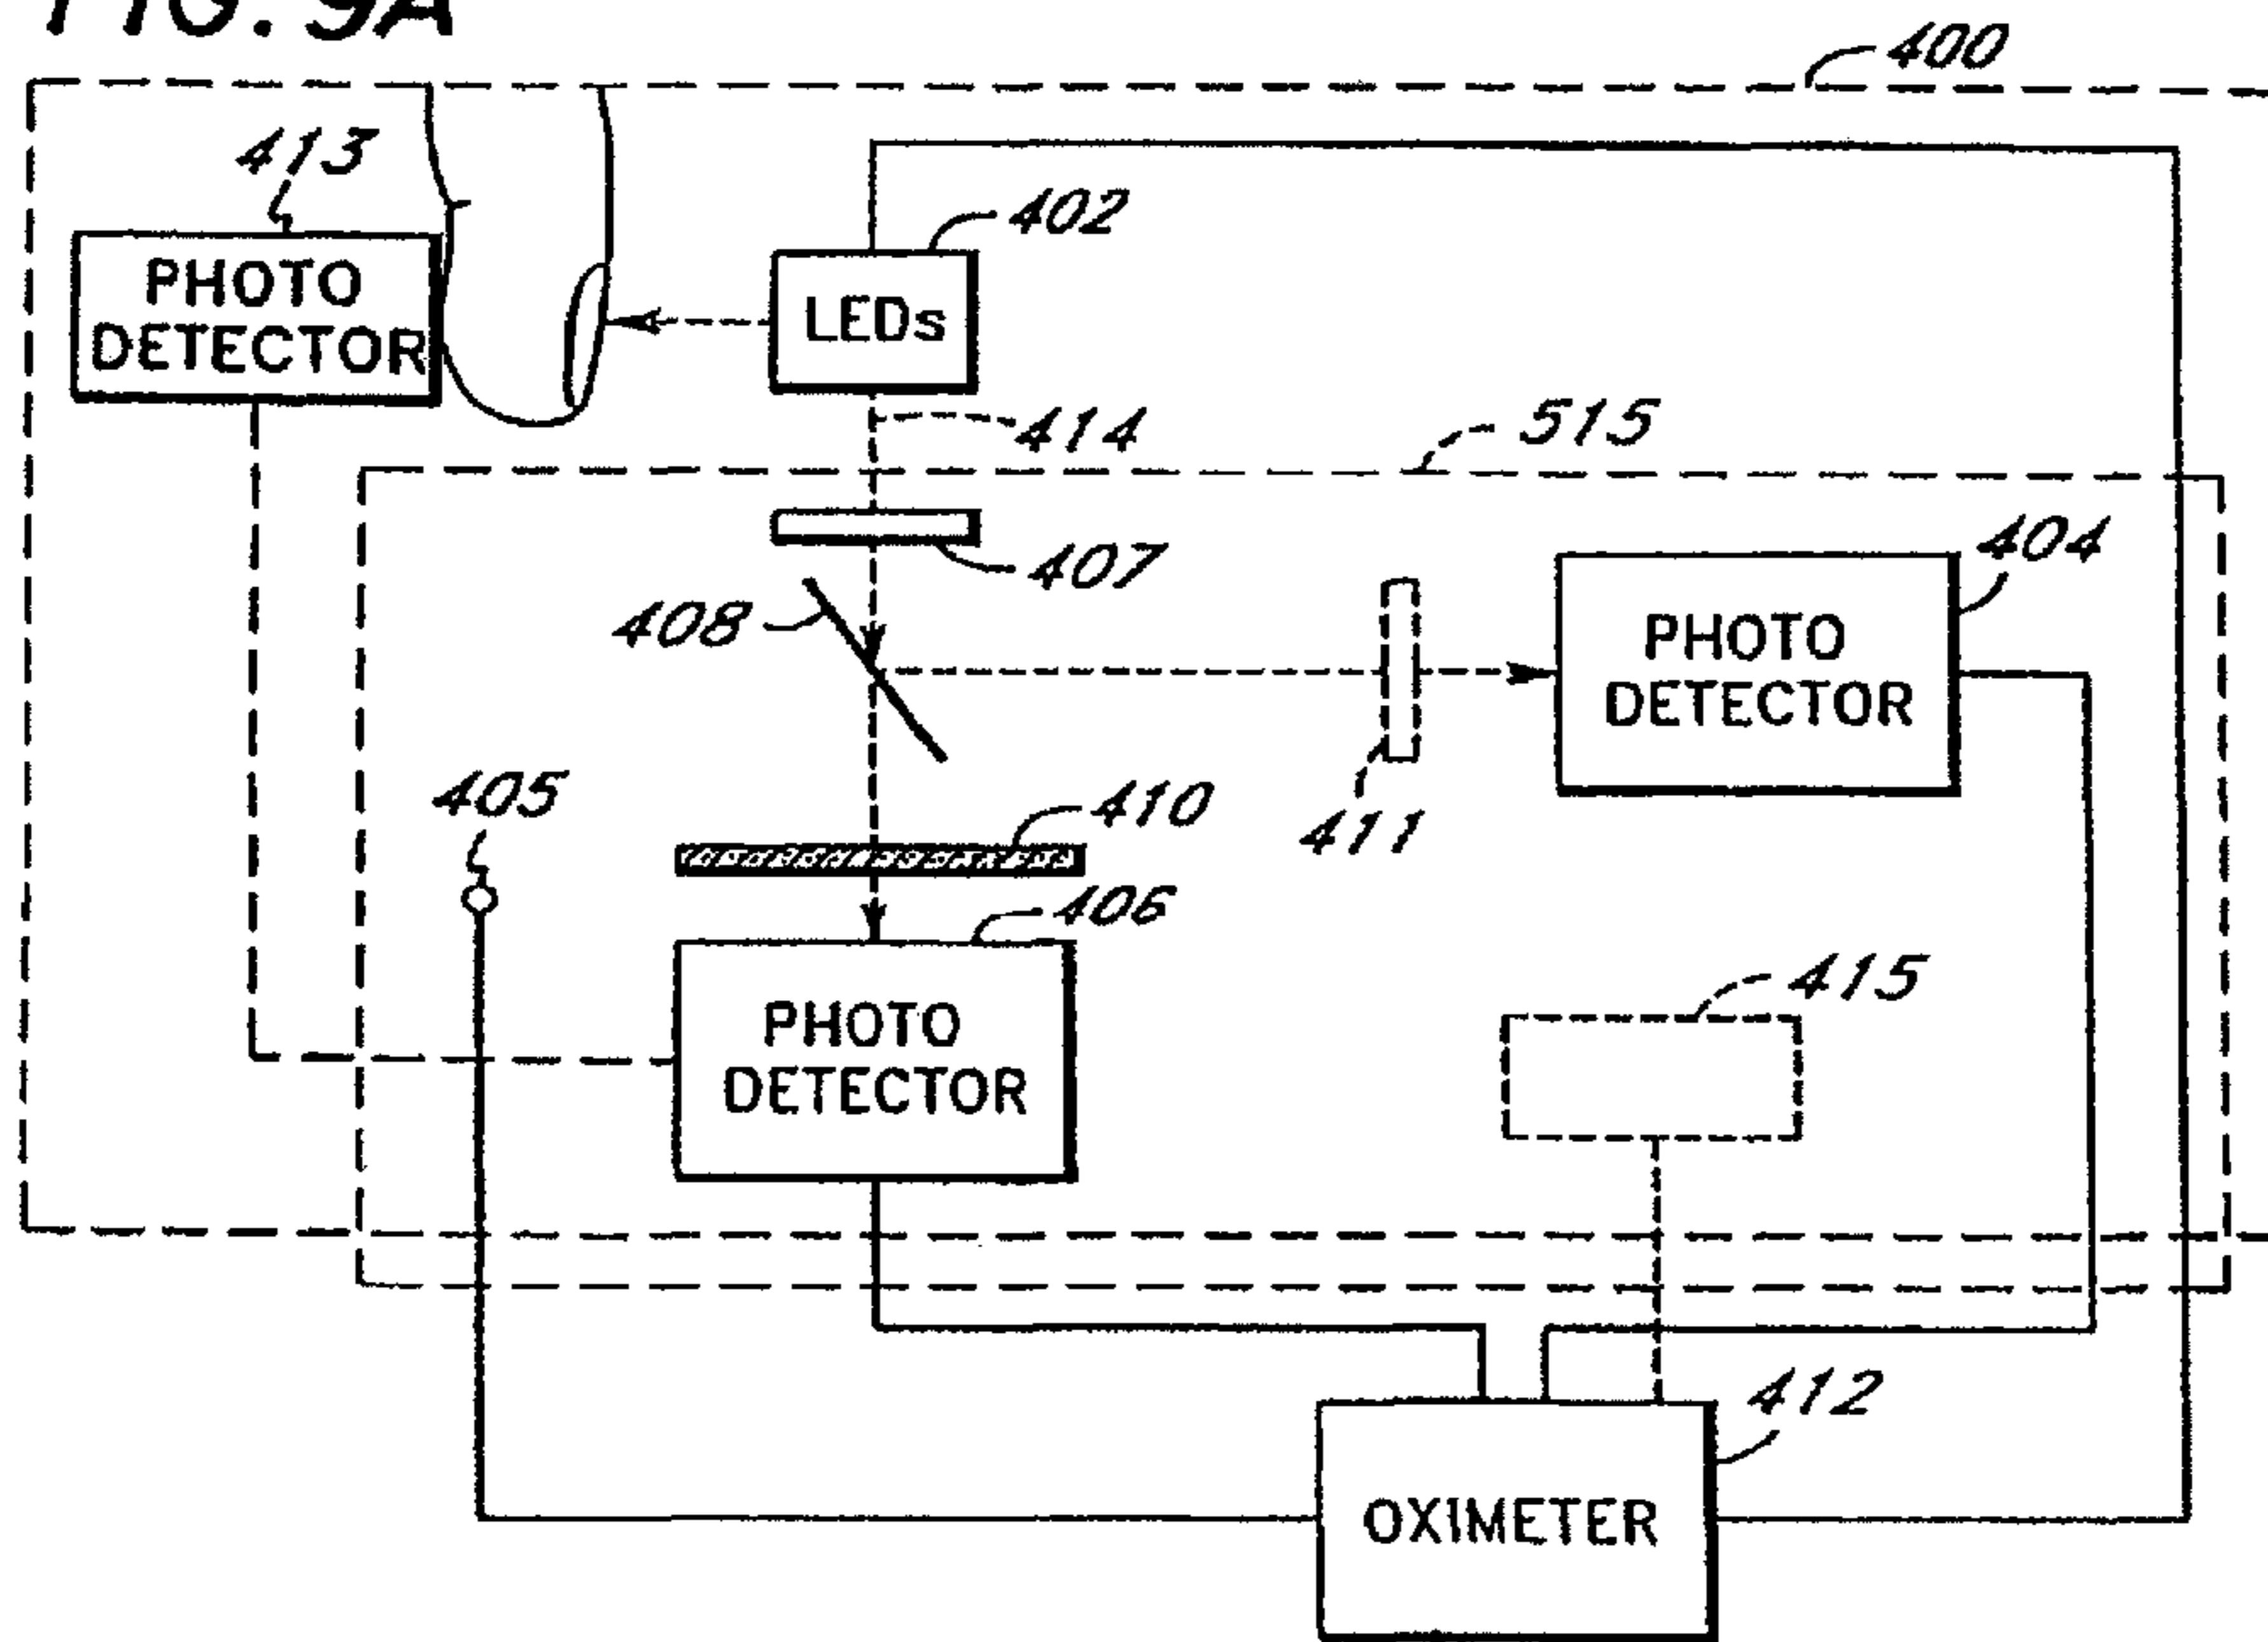 FIG. 9A
400
413
402
PHOTO
DETECTOR
LEDs
414
515
404
407
408
PHOTO
DETECTOR
405
410
411
406
415
PHOTO
DETECTOR
412
OXIMETER